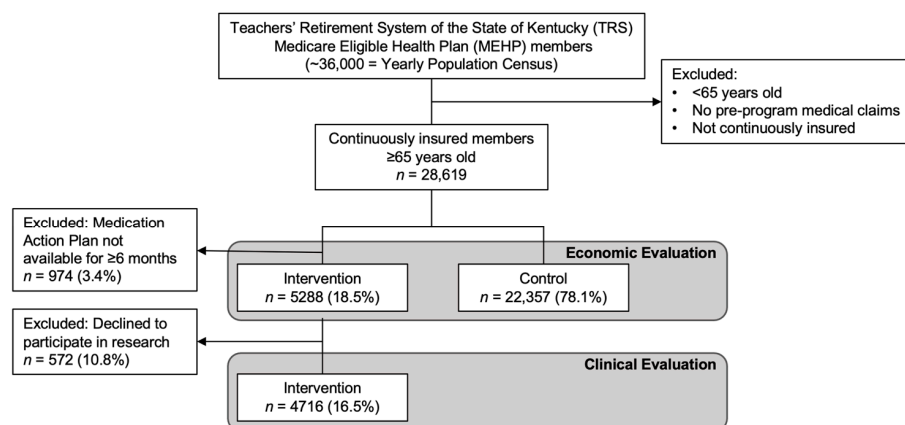 Teachers’ Retirement System of the State of Kentucky (TRS)
Medicare Eligible Health Plan (MEHP) members
(~36,000 = Yearly Population Census)
Excluded:
• <65 years old
• No pre-program medical claims
• Not continuously insured
Continuously insured members
≥65 years old
n = 28,619
Excluded: Medication
Action Plan not
available for ≥6 months
n = 974 (3.4%)
Economic Evaluation
Intervention
n = 5288 (18.5%)
Control
n = 22,357 (78.1%)
Excluded: Declined to
participate in research
n = 572 (10.8%)
Clinical Evaluation
Intervention
n = 4716 (16.5%)